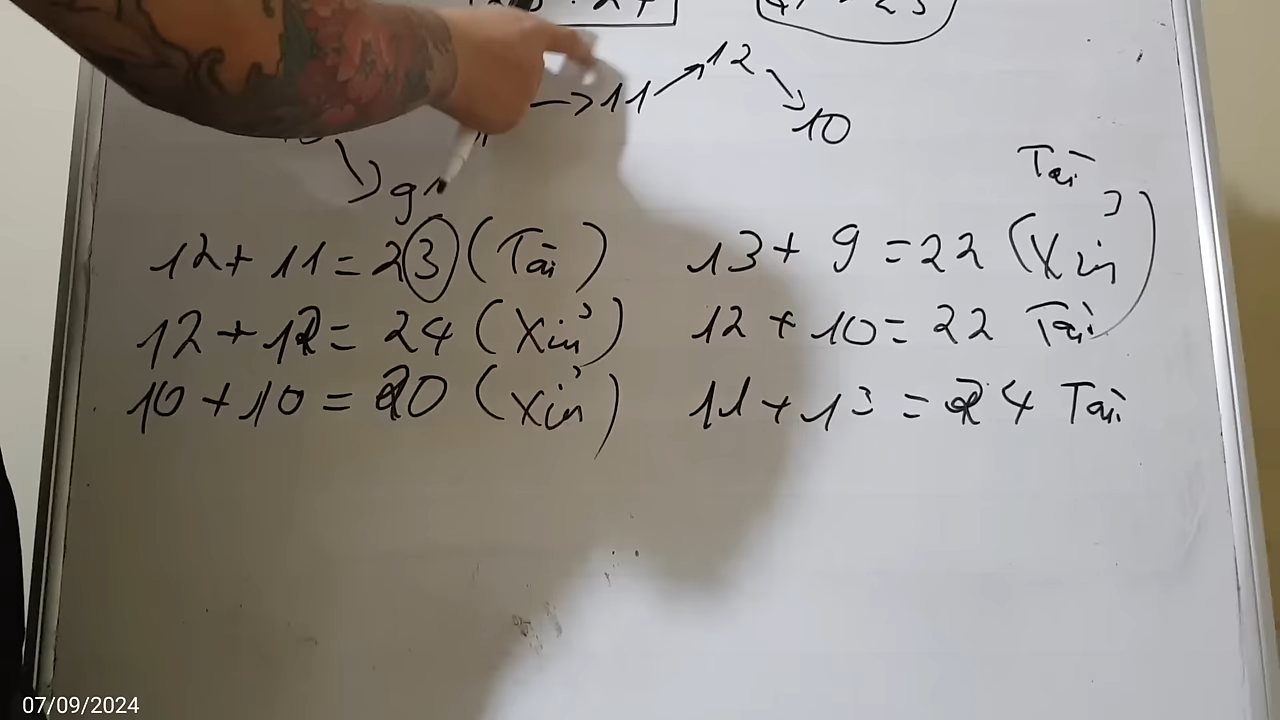 → 11 → 12 → 10
→ 9
Tài
12 + 11 = 23 (Tài)
13 + 9 = 22 (Xỉu)
12 + 12 = 24 (Xỉu)
12 + 10 = 22 Tài
10 + 10 = 20 (Xỉu)
11 + 13 = 24 Tài
07/09/2024